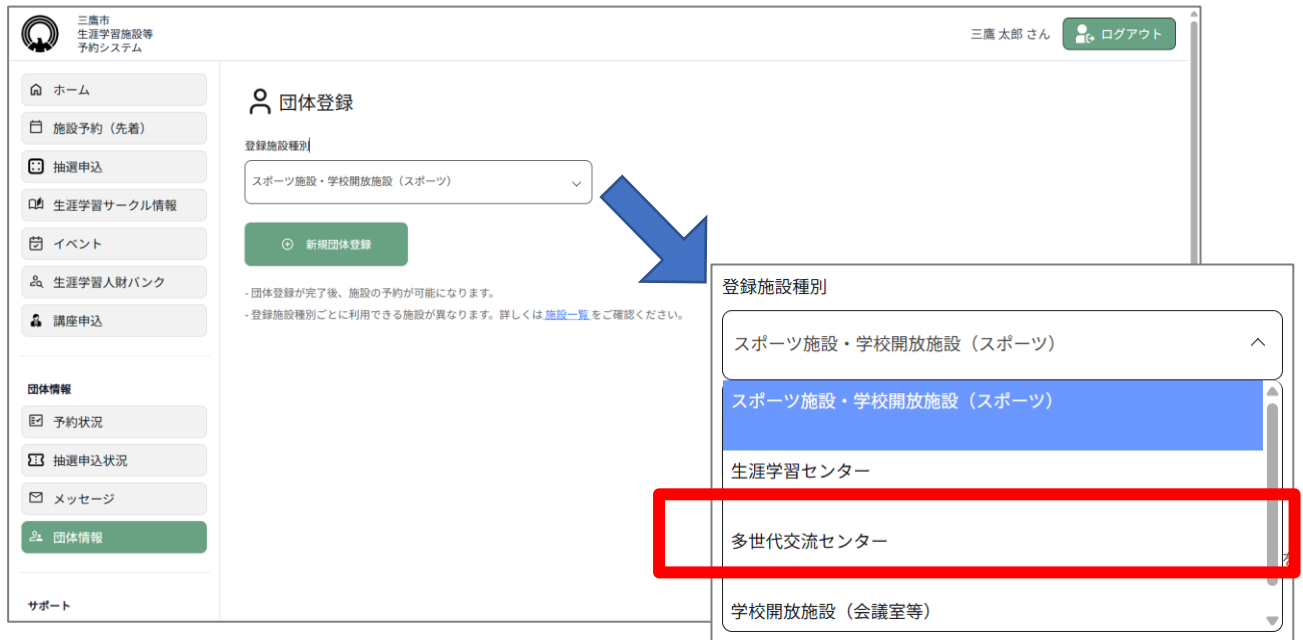 三鷹市
生涯学習施設等
予約システム
三鷹 太郎 さん
ログアウト
ホーム
施設予約（先着）
抽選申込
生涯学習サークル情報
イベント
生涯学習人財バンク
講座申込
団体情報
予約状況
抽選申込状況
メッセージ
団体情報
サポート
団体登録
登録施設種別
スポーツ施設・学校開放施設（スポーツ）
新規団体登録
- 団体登録が完了後、施設の予約が可能になります。
- 登録施設種別ごとに利用できる施設が異なります。詳しくは 施設一覧 をご確認ください。
登録施設種別
スポーツ施設・学校開放施設（スポーツ）
スポーツ施設・学校開放施設（スポーツ）
生涯学習センター
多世代交流センター
学校開放施設（会議室等）